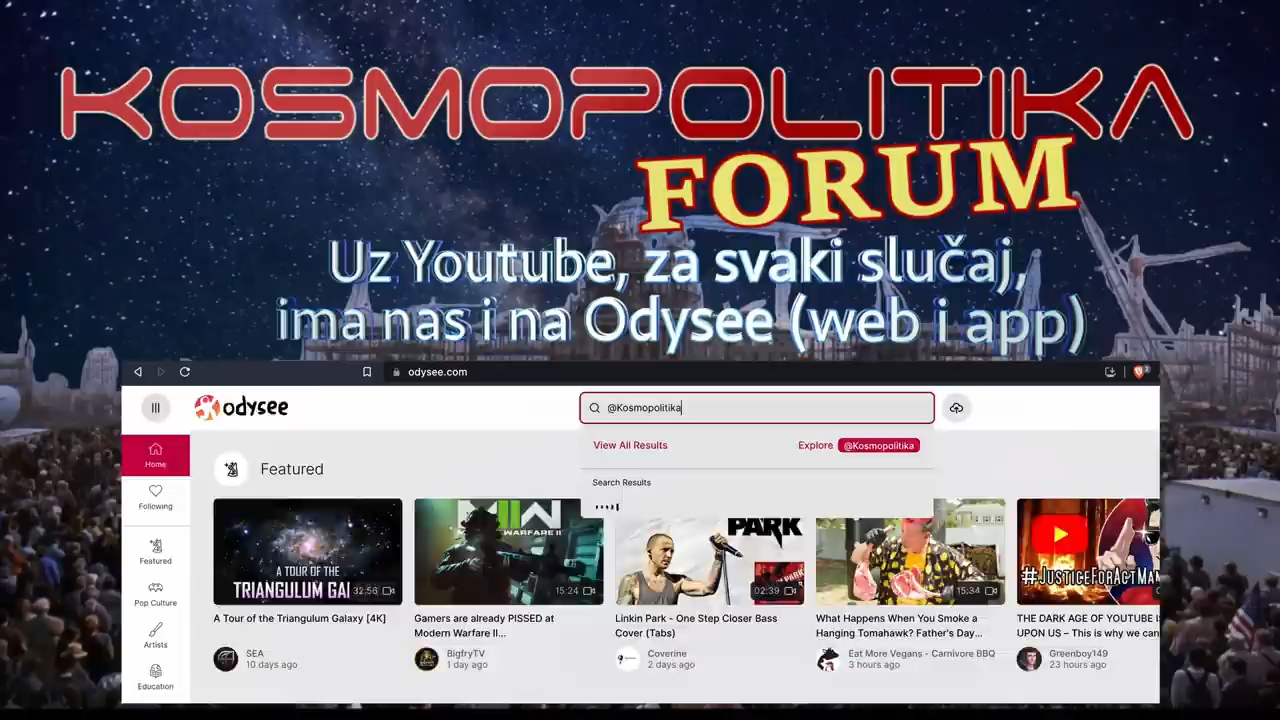 KOSMOPOLITIKA
FORUM
Uz Youtube, za svaki slučaj,
ima nas i na Odysee (web i app)
odysee.com
odysee
@Kosmopolitika
View All Results
Explore @Kosmopolitika
Search Results
Home
Following
Featured
Pop Culture
Artists
Education
Featured
A TOUR OF THE
TRIANGULUM GAL
32:56
A Tour of the Triangulum Galaxy [4K]
SEA
10 days ago
WARFARE II
15:24
Gamers are already PISSED at
Modern Warfare II...
BigfryTV
1 day ago
PARK
02:39
Linkin Park - One Step Closer Bass
Cover (Tabs)
Coverine
2 days ago
15:34
What Happens When You Smoke a
Hanging Tomahawk? Father's Day...
Eat More Vegans - Carnivore BBQ
3 hours ago
#JUSTICEFORACTMAN
THE DARK AGE OF YOUTUBE
UPON US – This is why we can
Greenboy149
23 hours ago